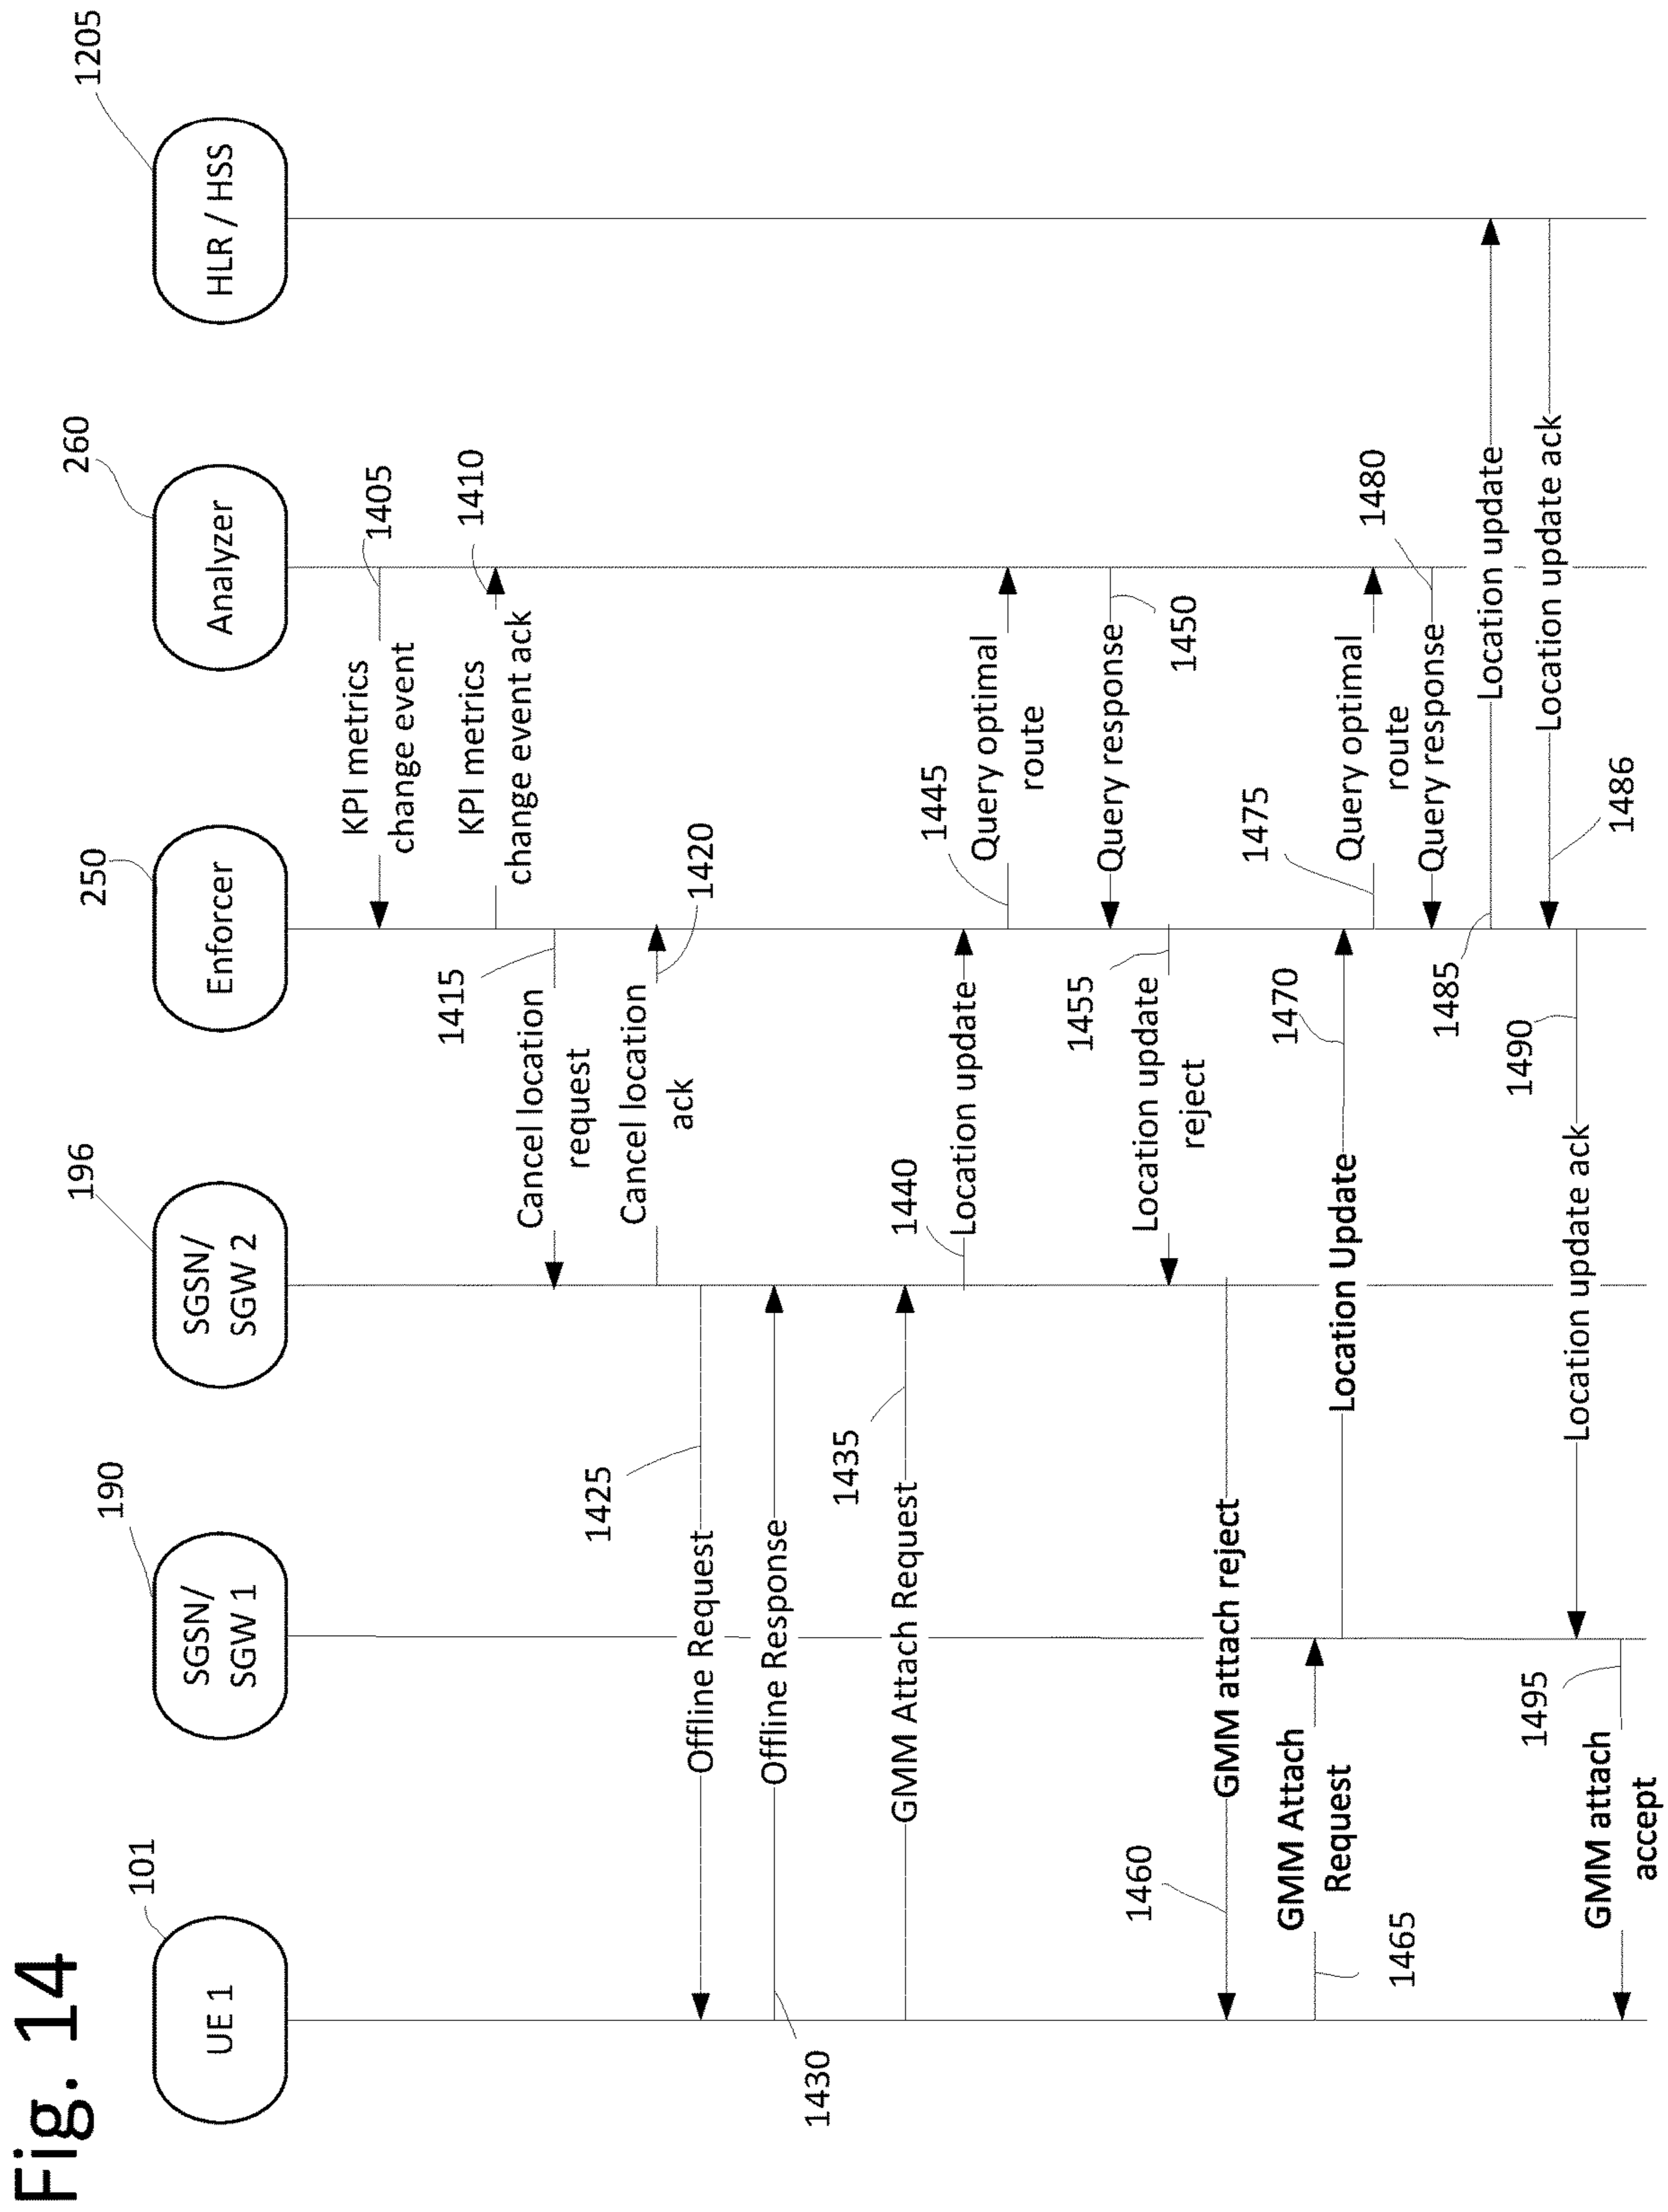 Fig. 14
101
190
196
250
260
1205
UE 1
SGSN/
SGW 1
SGSN/
SGW 2
Enforcer
Analyzer
HLR / HSS
KPI metrics
change event
1405
KPI metrics
change event ack
1410
1415
Cancel location
request
Cancel location
ack
1420
1425
Offline Request
Offline Response
1430
1435
GMM Attach Request
1440
Location update
1445
Query optimal
route
Query response
1450
1455
Location update
reject
GMM attach reject
1460
GMM Attach
Request
1465
1470
Location Update
1475
Query optimal
route
1480
Query response
1485
Location update
Location update ack
1486
1490
Location update ack
1495
GMM attach
accept